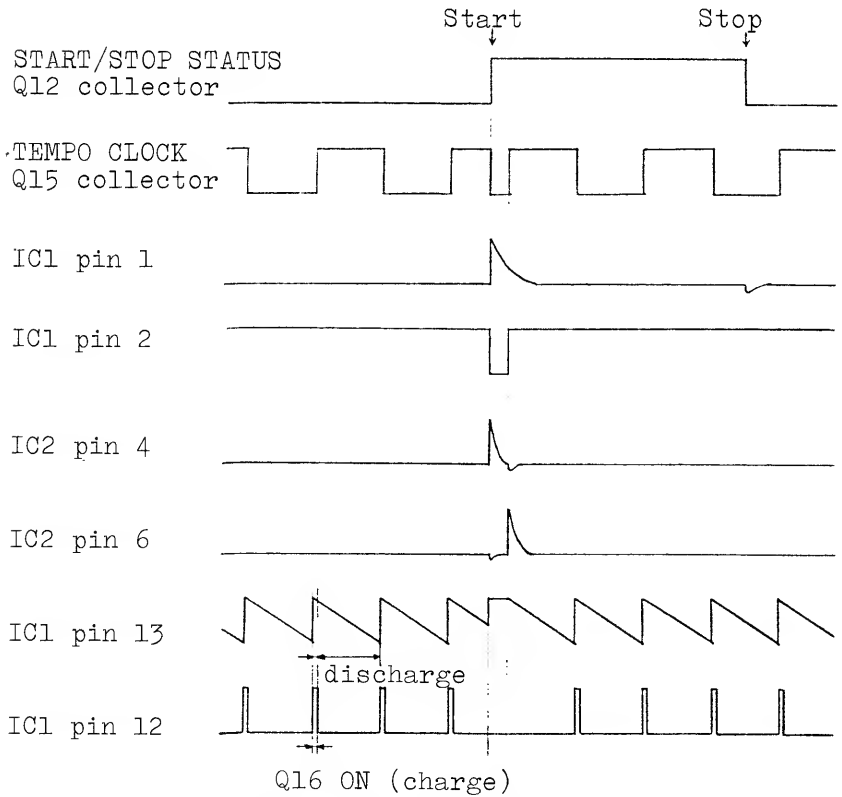 Start Stop
START/STOP STATUS
Q12 collector
TEMPO CLOCK
Q15 collector
IC1 pin 1
IC1 pin 2
IC2 pin 4
IC2 pin 6
IC1 pin 13
discharge
IC1 pin 12
Q16 ON (charge)